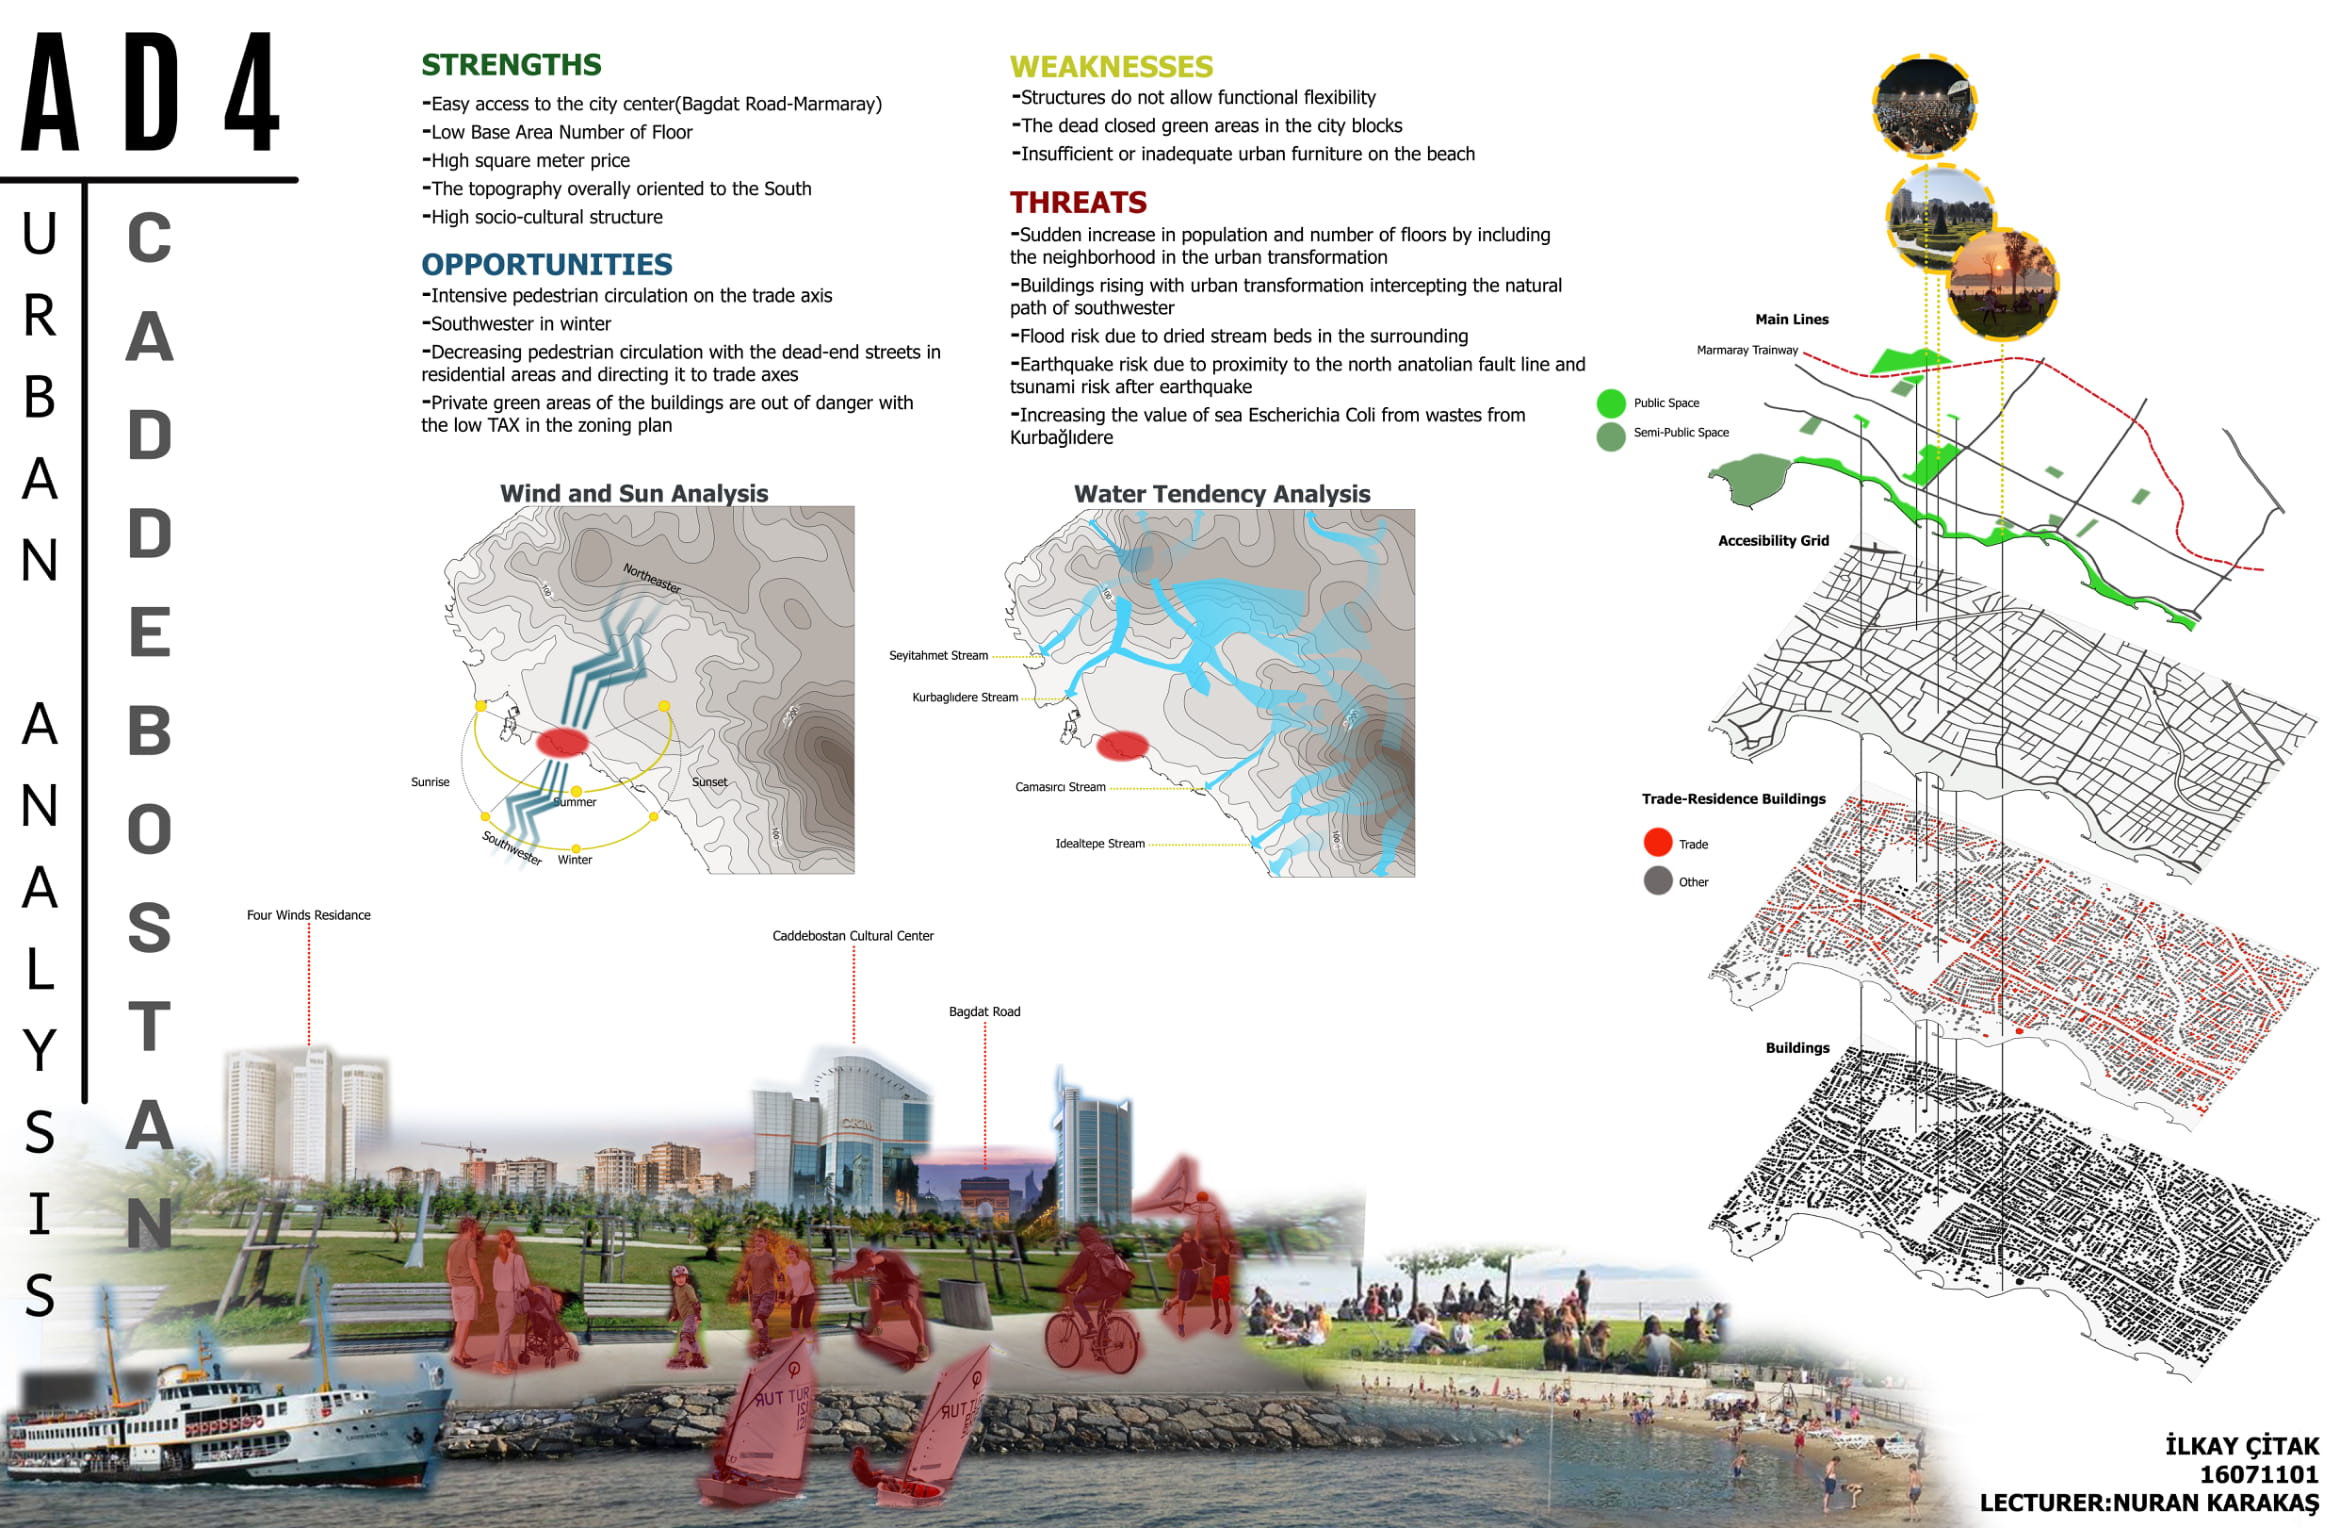 AD4
URBAN ANALYSIS
CADDEBOSTAN
STRENGTHS
-Easy access to the city center(Bagdat Road-Marmaray)
-Low Base Area Number of Floor
-Hıgh square meter price
-The topography overally oriented to the South
-High socio-cultural structure
OPPORTUNITIES
-Intensive pedestrian circulation on the trade axis
-Southwester in winter
-Decreasing pedestrian circulation with the dead-end streets in
residential areas and directing it to trade axes
-Private green areas of the buildings are out of danger with
the low TAX in the zoning plan
WEAKNESSES
-Structures do not allow functional flexibility
-The dead closed green areas in the city blocks
-Insufficient or inadequate urban furniture on the beach
THREATS
-Sudden increase in population and number of floors by including
the neighborhood in the urban transformation
-Buildings rising with urban transformation intercepting the natural
path of southwester
-Flood risk due to dried stream beds in the surrounding
-Earthquake risk due to proximity to the north anatolian fault line and
tsunami risk after earthquake
-Increasing the value of sea Escherichia Coli from wastes from
Kurbağlıdere
Wind and Sun Analysis
100
Northeaster
Sunrise
Sunset
Summer
Southwester
Winter
100
Water Tendency Analysis
100
Seyitahmet Stream
Kurbaglıdere Stream
Camasırcı Stream
Idealtepe Stream
100
Main Lines
Marmaray Trainway
Public Space
Semi-Public Space
Accesibility Grid
Trade-Residence Buildings
Trade
Other
Buildings
Four Winds Residance
Caddebostan Cultural Center
Bagdat Road
CKM
TUR
TUR
121
İLKAY ÇİTAK
16071101
LECTURER:NURAN KARAKAŞ